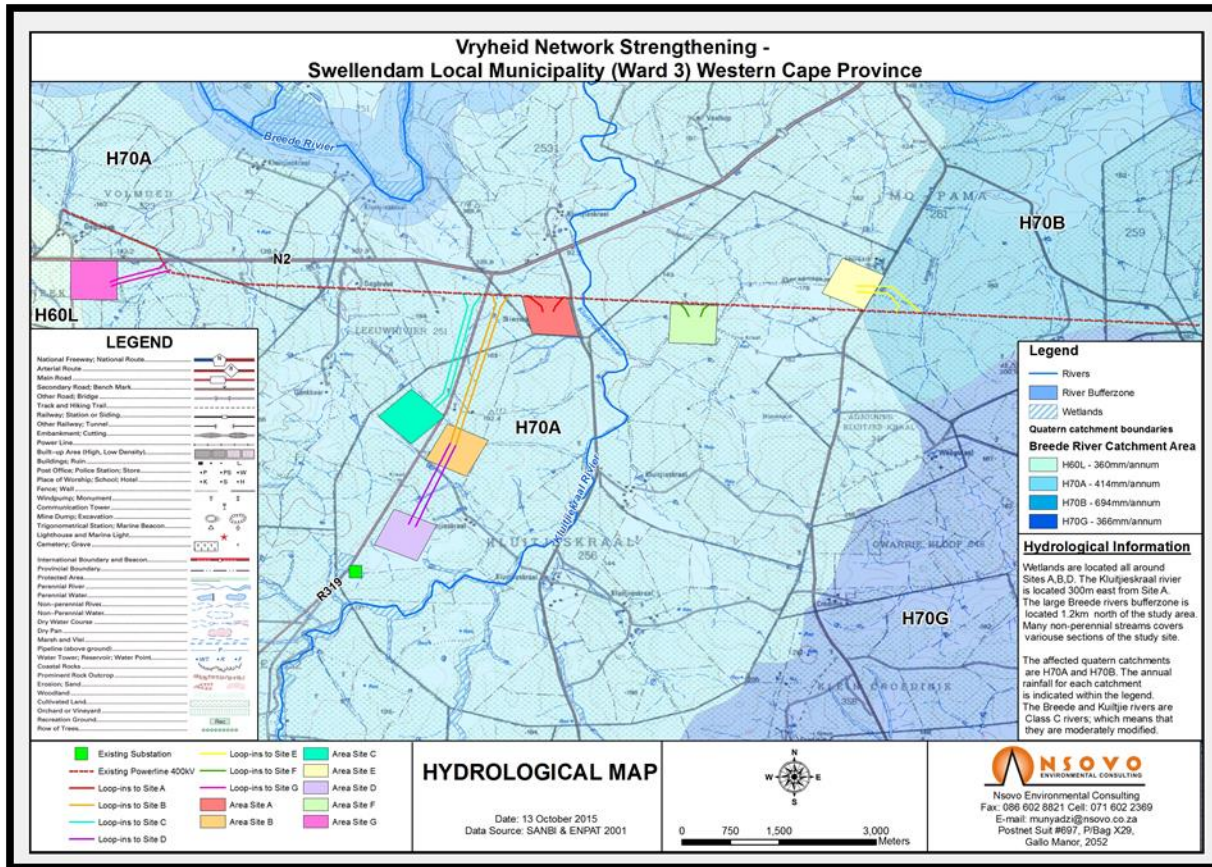 Vryheid Network Strengthening -
Swellendam Local Municipality (Ward 3) Western Cape Province
H70A
VOLMOED
Breede Rivier
251
2531
MO PAMA
261
H70B
259
N2
H60L
LEEUWRIVIER 251
H70A
Kluitjieskraal
Kluitjieskraal
Kluitjieskraal River
KLUITJIESKRAAL
256
R319
H70G
LEGEND
National Freeway; National Route
Arterial Route
Main Road
Secondary Road; Bench Mark
Other Road; Bridge
Track and Hiking Trail
Railway; Station or Siding
Other Railway; Tunnel
Embankment; Cutting
Power Line
Built-up Area (High, Low Density)
Buildings; Ruin
Post Office; Police Station; Store
Place of Worship; School; Hotel
Fence; Wall
Windpump; Monument
Communication Tower
Mine Dump; Excavation
Trigonometrical Station; Marine Beacon
Lighthouse and Marine Light
Cemetery; Grave
International Boundary and Beacon
Provincial Boundary
Protected Area
Perennial River
Perennial Water
Non-perennial River
Non-Perennial Water
Dry Water Course
Dry Pan
Marsh and Vlei
Pipeline (above ground)
Water Tower; Reservoir; Water Point
Coastal Rocks
Prominent Rock Outcrop
Erosion; Sand
Woodland
Cultivated Land
Orchard or Vineyard
Recreation Ground
Row of Trees
Legend
Rivers
River Bufferzone
Wetlands
Quatern catchment boundaries
Breede River Catchment Area
H60L - 360mm/annum
H70A - 414mm/annum
H70B - 694mm/annum
H70G - 366mm/annum
Hydrological Information
Wetlands are located all around
Sites A,B,D. The Kluitjieskraal rivier
is located 300m east from Site A.
The large Breede rivers bufferzone is
located 1.2km north of the study area.
Many non-perennial streams covers
variouse sections of the study site.
The affected quatern catchments
are H70A and H70B. The annual
rainfall for each catchment
is indicated within the legend.
The Breede and Kuiltjie rivers are
Class C rivers; which means that
they are moderately modified.
Existing Substation
Existing Powerline 400kV
Loop-ins to Site A
Loop-ins to Site B
Loop-ins to Site C
Loop-ins to Site D
Loop-ins to Site E
Loop-ins to Site F
Loop-ins to Site G
Area Site A
Area Site B
Area Site C
Area Site E
Area Site D
Area Site F
Area Site G
HYDROLOGICAL MAP
Date: 13 October 2015
Data Source: SANBI & ENPAT 2001
N
W E
S
0 750 1,500 3,000
Meters
NSOVO
ENVIRONMENTAL CONSULTING
Nsovo Environmental Consulting
Fax: 086 602 8821 Cell: 071 602 2369
E-mail: munyadzi@nsovo.co.za
Postnet Suit #697, P/Bag X29,
Gallo Manor, 2052